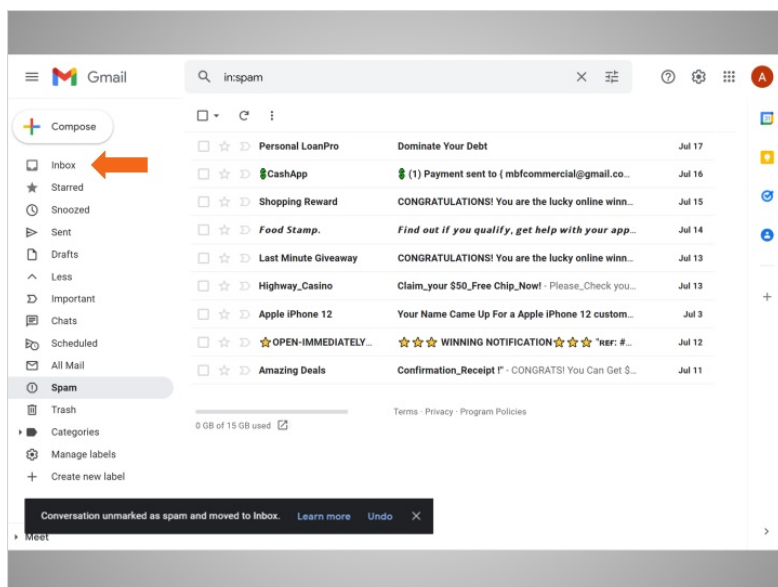 Gmail
in:spam
A
Compose
Inbox
Starred
Snoozed
Sent
Drafts
Less
Important
Chats
Scheduled
All Mail
Spam
Trash
Categories
Manage labels
Create new label
Meet
Personal LoanPro Dominate Your Debt Jul 17
CashApp (1) Payment sent to ( mbfcommercial@gmail.co... Jul 16
Shopping Reward CONGRATULATIONS! You are the lucky online winn... Jul 15
Food Stamp. Find out if you qualify, get help with your app... Jul 14
Last Minute Giveaway CONGRATULATIONS! You are the lucky online winn... Jul 13
Highway_Casino Claim_your $50_Free Chip_Now! - Please_Check you... Jul 13
Apple iPhone 12 Your Name Came Up For a Apple iPhone 12 custom... Jul 3
⭐OPEN-IMMEDIATELY... ⭐⭐⭐ WINNING NOTIFICATION⭐⭐⭐ "REF: #... Jul 12
Amazing Deals Confirmation_Receipt !" - CONGRATS! You Can Get $... Jul 11
0 GB of 15 GB used
Terms · Privacy · Program Policies
Conversation unmarked as spam and moved to Inbox. Learn more Undo